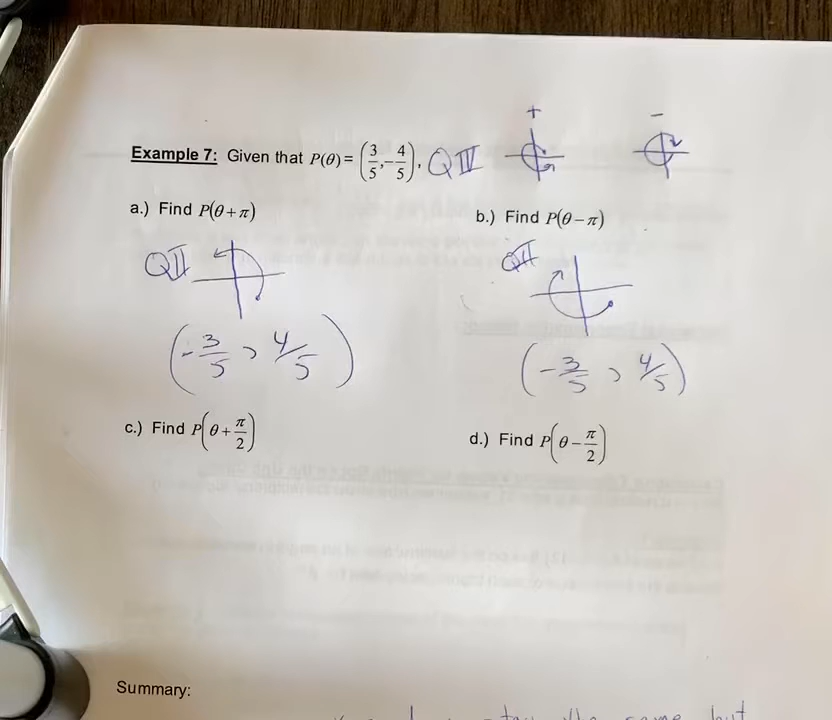 + -
Example 7: Given that P(θ) = (3/5, -4/5), QIV
a.) Find P(θ+π)
b.) Find P(θ-π)
QII
QII
(-3/5, 4/5)
(-3/5, 4/5)
c.) Find P(θ+π/2)
d.) Find P(θ-π/2)
Summary:
the same but